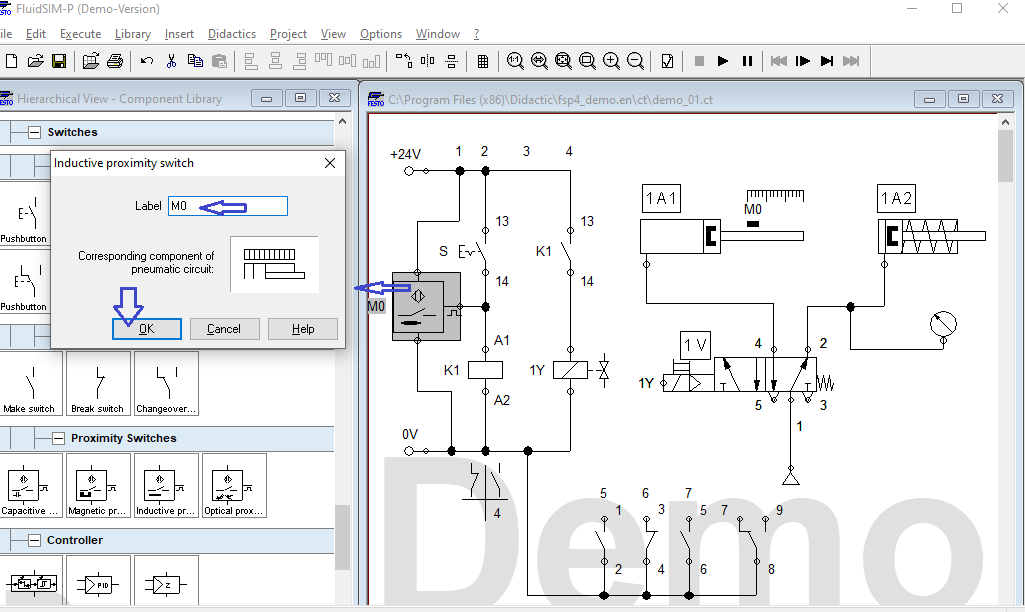 FluidSIM-P (Demo-Version)
ile Edit Execute Library Insert Didactics Project View Options Window ?
Hierarchical View - Component Library
Switches
Inductive proximity switch
Label M0
Corresponding component of
pneumatic circuit:
OK Cancel Help
Pushbutton
Pushbutton
Make switch Break switch Changeover...
Proximity Switches
Capacitive ... Magnetic pr... Inductive pr... Optical prox...
Controller
PID
FESTO C:\Program Files (x86)\Didactic\fsp4_demo.en\ct\demo_01.ct
+24V 1 2 3 4
13 13
S K1
14 14
M0
A1
K1 1Y
A2
0V
4
1A1 M0 1A2
1V 4 2
1Y
5 3
1
5 6 7
1 3 5 7 9
2 4 6 8
Demo